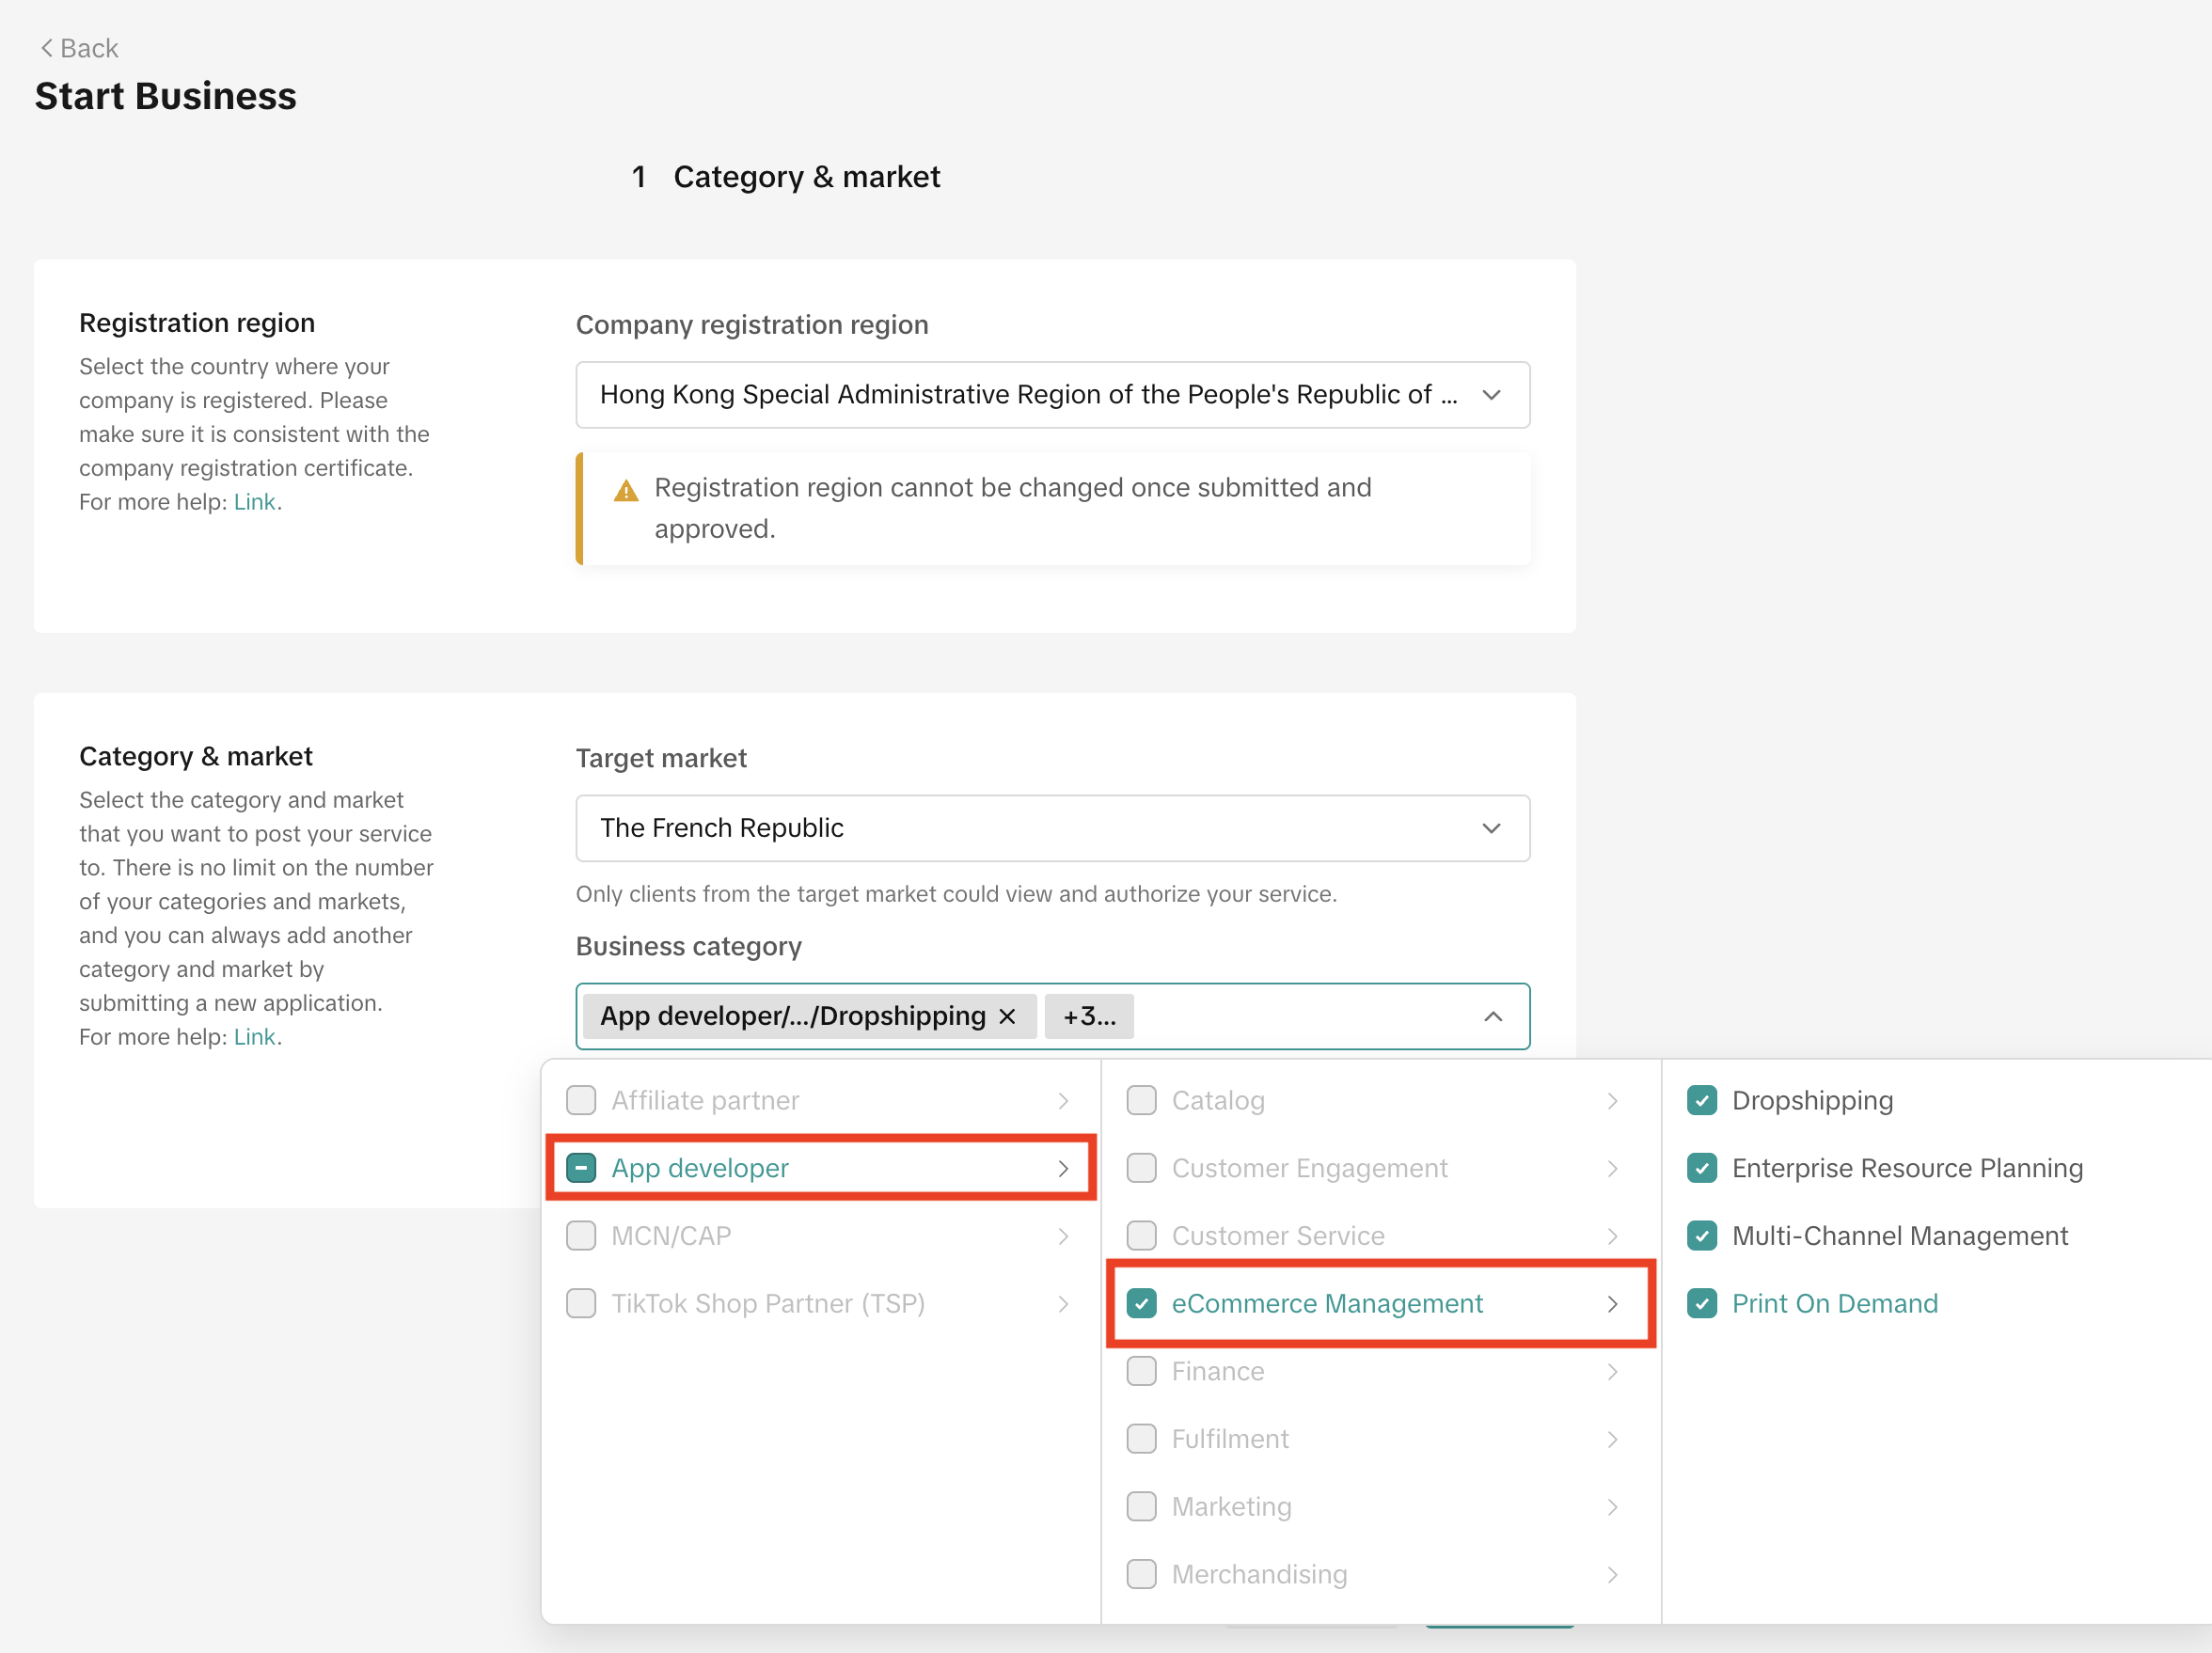 Back
Start Business
1 Category & market
Registration region
Select the country where your
company is registered. Please
make sure it is consistent with the
company registration certificate.
For more help: Link.
Company registration region
Hong Kong Special Administrative Region of the People's Republic of ...
Registration region cannot be changed once submitted and
approved.
Category & market
Select the category and market
that you want to post your service
to. There is no limit on the number
of your categories and markets,
and you can always add another
category and market by
submitting a new application.
For more help: Link.
Target market
The French Republic
Only clients from the target market could view and authorize your service.
Business category
App developer/.../Dropshipping +3...
Affiliate partner
App developer
MCN/CAP
TikTok Shop Partner (TSP)
Catalog
Customer Engagement
Customer Service
eCommerce Management
Finance
Fulfilment
Marketing
Merchandising
Dropshipping
Enterprise Resource Planning
Multi-Channel Management
Print On Demand